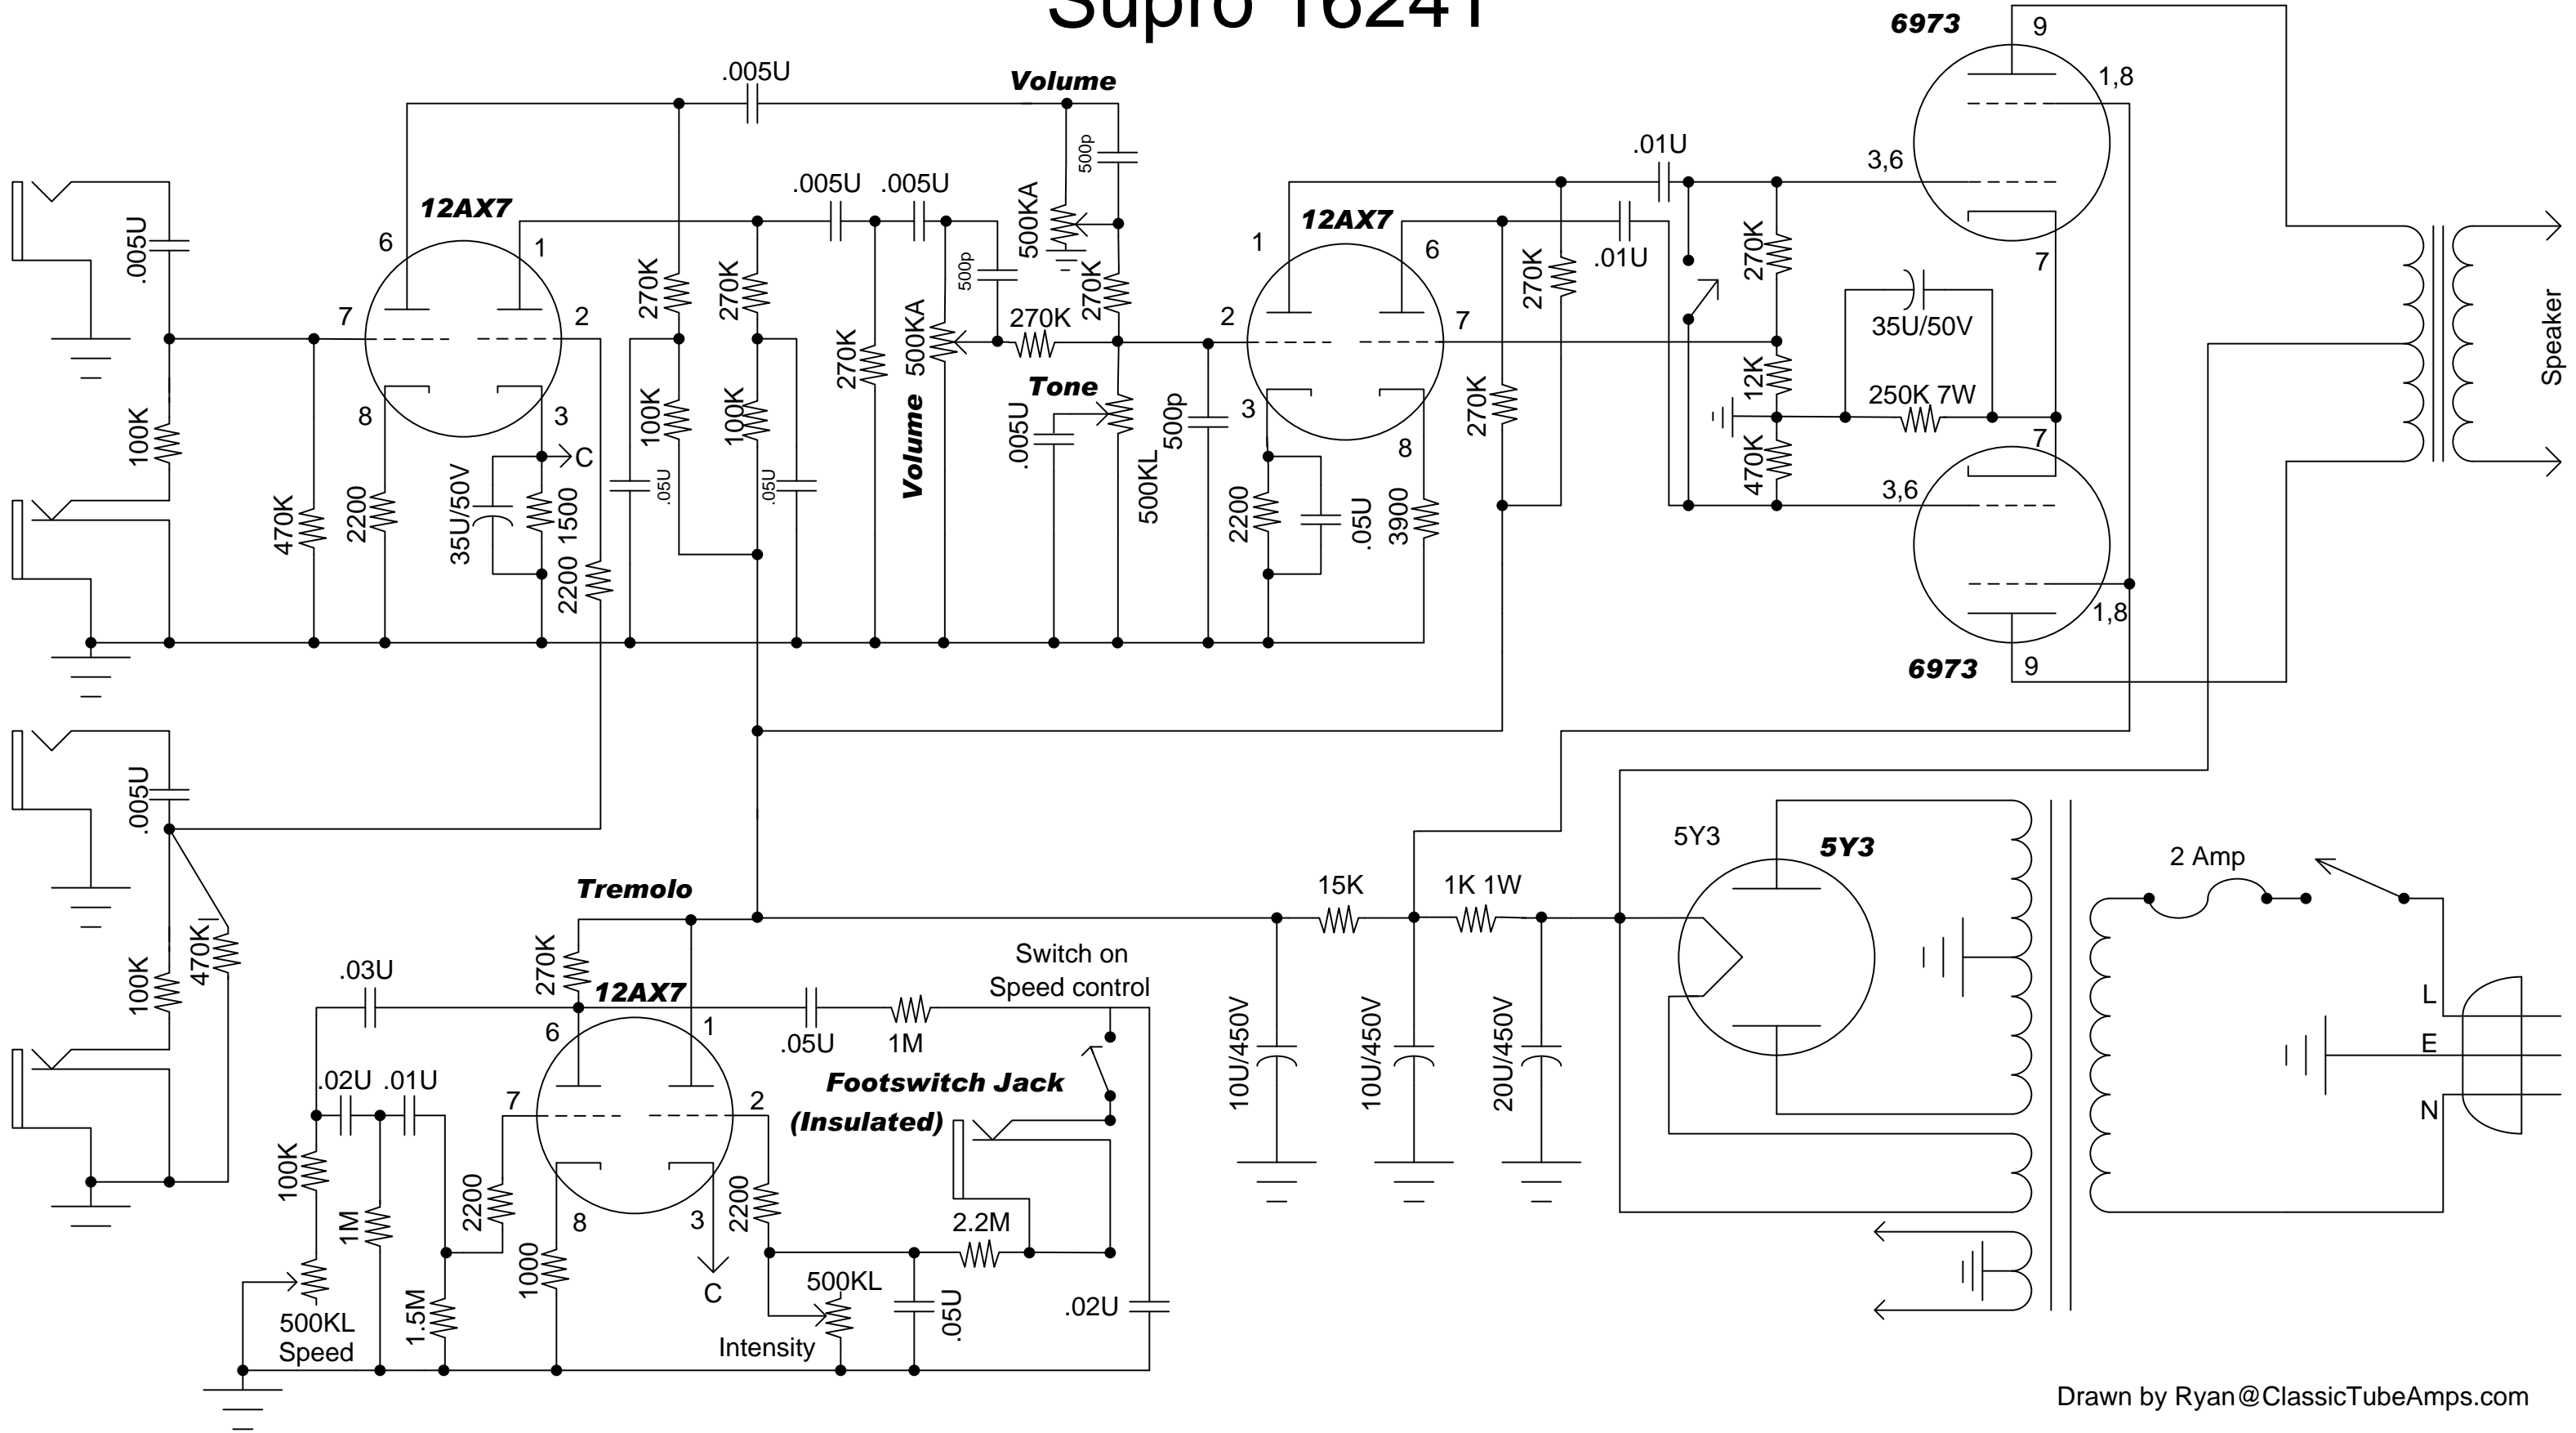 Supro 1624T
6973
9
1,8
.005U
Volume
500p
.01U
3,6
.005U
12AX7
.005U
.005U
500KA
12AX7
6
1
1
6
.01U
270K
270K
7
270K
270K
500p
270K
270K
35U/50V
Speaker
7
2
270K
500KA
270K
2
7
100K
8
3
C
100K
100K
Tone
.005U
Volume
500p
3
8
270K
12K
250K 7W
7
470K
3,6
470K
2200
35U/50V
1500
2200
.05U
.05U
500KL
2200
.05U
3900
1,8
6973
9
.005U
5Y3
5Y3
2 Amp
Tremolo
15K
1K 1W
470K
100K
.03U
270K
12AX7
Switch on
Speed control
6
1
.05U
1M
10U/450V
10U/450V
20U/450V
L
E
N
.02U
.01U
7
2
Footswitch Jack
(Insulated)
100K
1M
2200
8
3
2200
2.2M
1000
C
500KL
.05U
.02U
1.5M
500KL
Speed
Intensity
Drawn by Ryan@ClassicTubeAmps.com